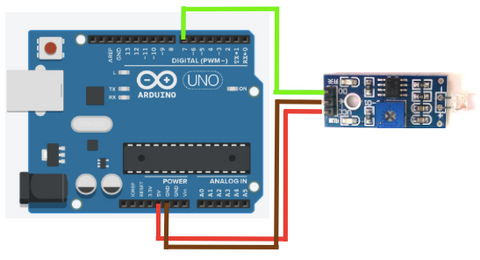 AREF
GND
13
12
~11
~10
~9
8
7
~6
~5
4
~3
2
TX→1
RX←0
DIGITAL (PWM~)
L
TX
RX
UNO
ARDUINO
ON
POWER
ANALOG IN
IOREF
RESET
3.3V
5V
GND
GND
Vin
A0
A1
A2
A3
A4
A5